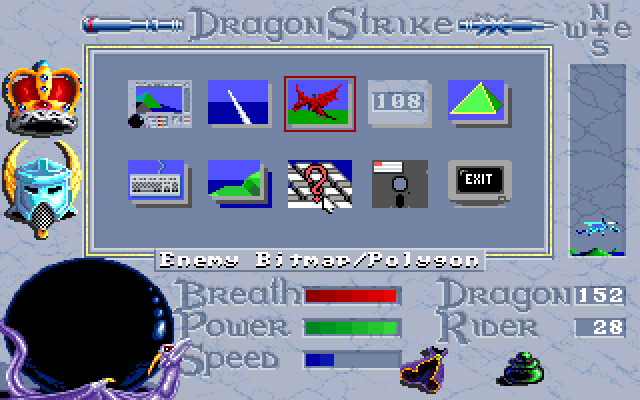 DragonStrike
N
W+E
S
108
EXIT
Enemy Bitmap/Polygon
Breath
Power
Speed
Dragon 152
Rider 28